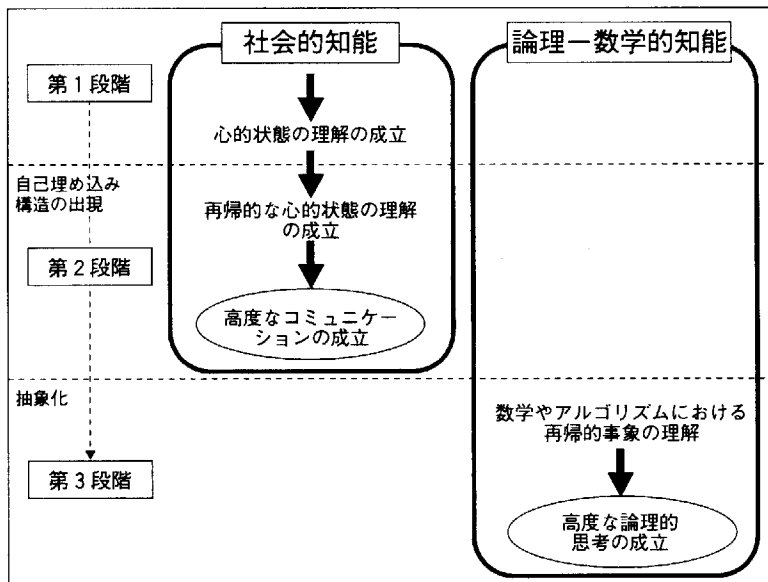 社会的知能
論理ー数学的知能
第1段階
心的状態の理解の成立
自己埋め込み
構造の出現
再帰的な心的状態の理解
の成立
第2段階
高度なコミュニケー
ションの成立
抽象化
数学やアルゴリズムにおける
再帰的事象の理解
第3段階
高度な論理的
思考の成立